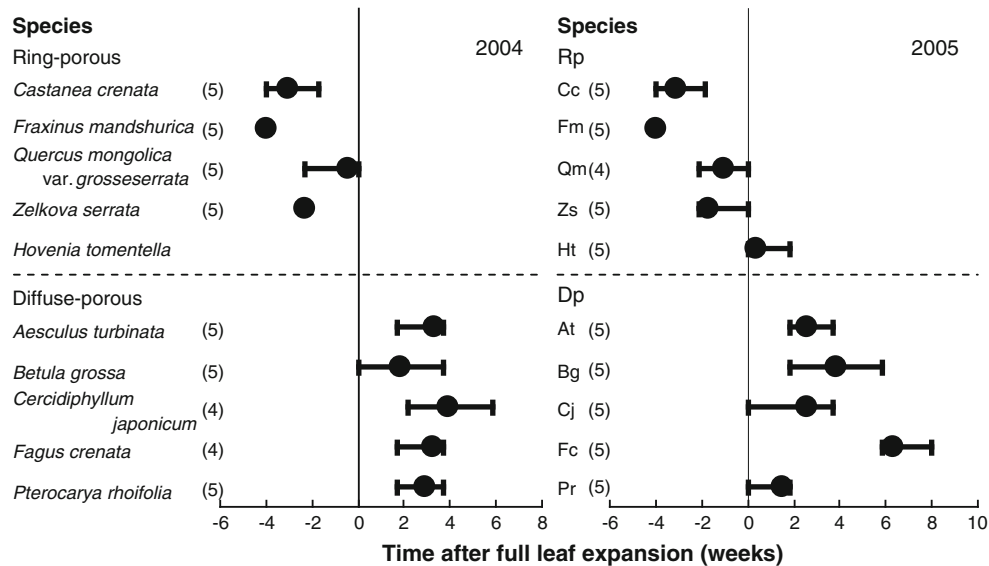 Species
2004
Ring-porous
Castanea crenata (5)
Fraxinus mandshurica (5)
Quercus mongolica
var. grosseserrata (5)
Zelkova serrata (5)
Hovenia tomentella
Diffuse-porous
Aesculus turbinata (5)
Betula grossa (5)
Cercidiphyllum
japonicum (4)
Fagus crenata (4)
Pterocarya rhoifolia (5)
-6 -4 -2 0 2 4 6 8
Species
2005
Rp
Cc (5)
Fm (5)
Qm (4)
Zs (5)
Ht (5)
Dp
At (5)
Bg (5)
Cj (5)
Fc (5)
Pr (5)
-6 -4 -2 0 2 4 6 8 10
Time after full leaf expansion (weeks)